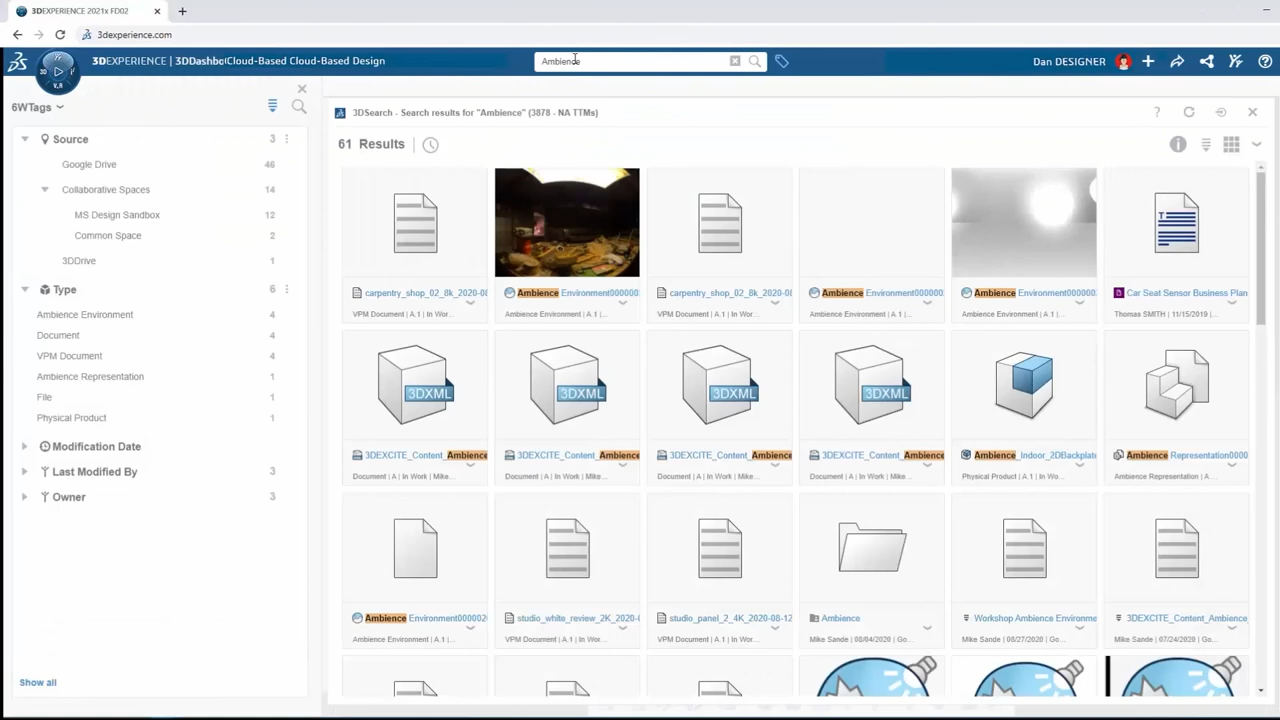 3DEXPERIENCE 2021x FD02
3dexperience.com
3DEXPERIENCE | 3DDashboCloud-Based Cloud-Based Design
Ambience
Dan DESIGNER
3D
V.R
6WTags
3DSearch - Search results for "Ambience" (3878 - NA TTMs)
61 Results
Source 3
Google Drive 46
Collaborative Spaces 14
MS Design Sandbox 12
Common Space 2
3DDrive 1
Type 6
Ambience Environment 4
Document 4
VPM Document 4
Ambience Representation 1
File 1
Physical Product 1
Modification Date
Last Modified By 3
Owner 3
Show all
carpentry_shop_02_8k_2020-08
VPM Document | A.1 | In Wor...
Ambience Environment000000
Ambience Environment | A.1 |...
carpentry_shop_02_8k_2020-08
VPM Document | A.1 | In Wor...
Ambience Environment000000
Ambience Environment | A.1 |...
Ambience Environment000000
Ambience Environment | A.1 |...
Car Seat Sensor Business Plan
Thomas SMITH | 11/15/2019 |...
3DXML
3DEXCITE_Content_Ambience
Document | A | In Work | Mike...
3DXML
3DEXCITE_Content_Ambience
Document | A | In Work | Mike...
3DXML
3DEXCITE_Content_Ambience
Document | A | In Work | Mike...
3DXML
3DEXCITE_Content_Ambience
Document | A | In Work | Mike...
Ambience_Indoor_2DBackplate
Physical Product | A.1 | In Wo...
Ambience Representation0000
Ambience Representation | A...
Ambience Environment000002
Ambience Environment | A.1 |...
studio_white_review_2K_2020-0
VPM Document | A.1 | In Wor...
studio_panel_2_4K_2020-08-12
VPM Document | A.1 | In Wor...
Ambience
Mike Sande | 08/04/2020 | Go...
Workshop Ambience Environme
Mike Sande | 08/27/2020 | Go...
3DEXCITE_Content_Ambience_
Mike Sande | 07/24/2020 | Go...